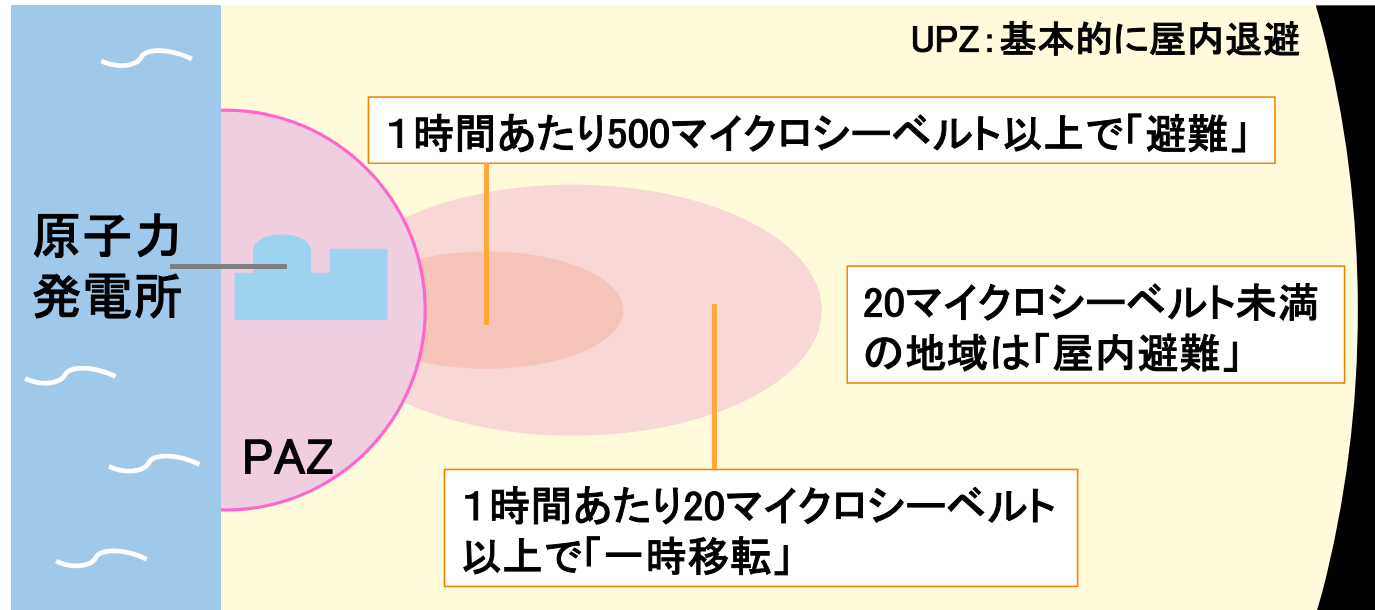 UPZ：基本的に屋内退避
１時間あたり500マイクロシーベルト以上で「避難」
原子力
発電所
20マイクロシーベルト未満
の地域は「屋内避難」
PAZ
１時間あたり20マイクロシーベルト
以上で「一時移転」